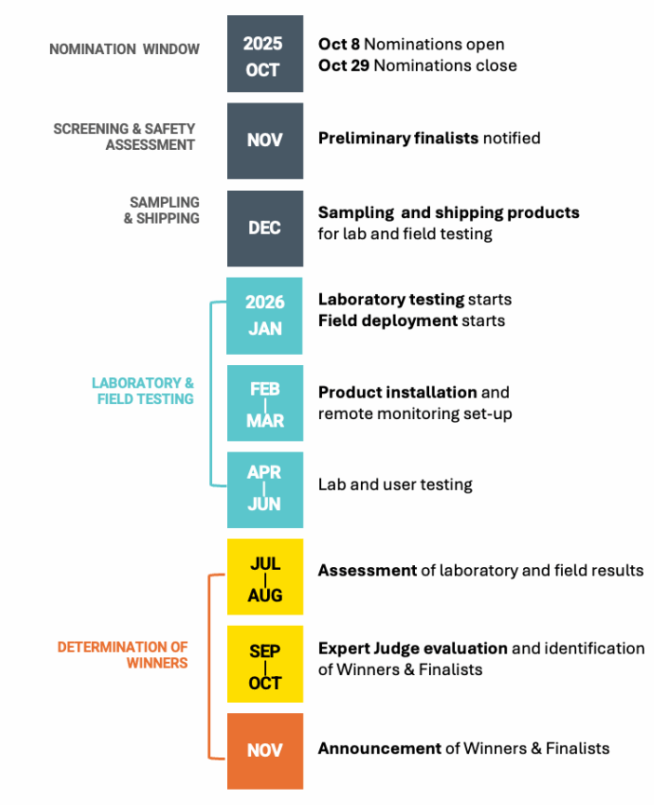 NOMINATION WINDOW
2025
OCT
Oct 8 Nominations open
Oct 29 Nominations close
SCREENING & SAFETY
ASSESSMENT
NOV
Preliminary finalists notified
SAMPLING
& SHIPPING
DEC
Sampling and shipping products
for lab and field testing
LABORATORY &
FIELD TESTING
2026
JAN
Laboratory testing starts
Field deployment starts
FEB
MAR
Product installation and
remote monitoring set-up
APR
JUN
Lab and user testing
DETERMINATION OF
WINNERS
JUL
AUG
Assessment of laboratory and field results
SEP
OCT
Expert Judge evaluation and identification
of Winners & Finalists
NOV
Announcement of Winners & Finalists